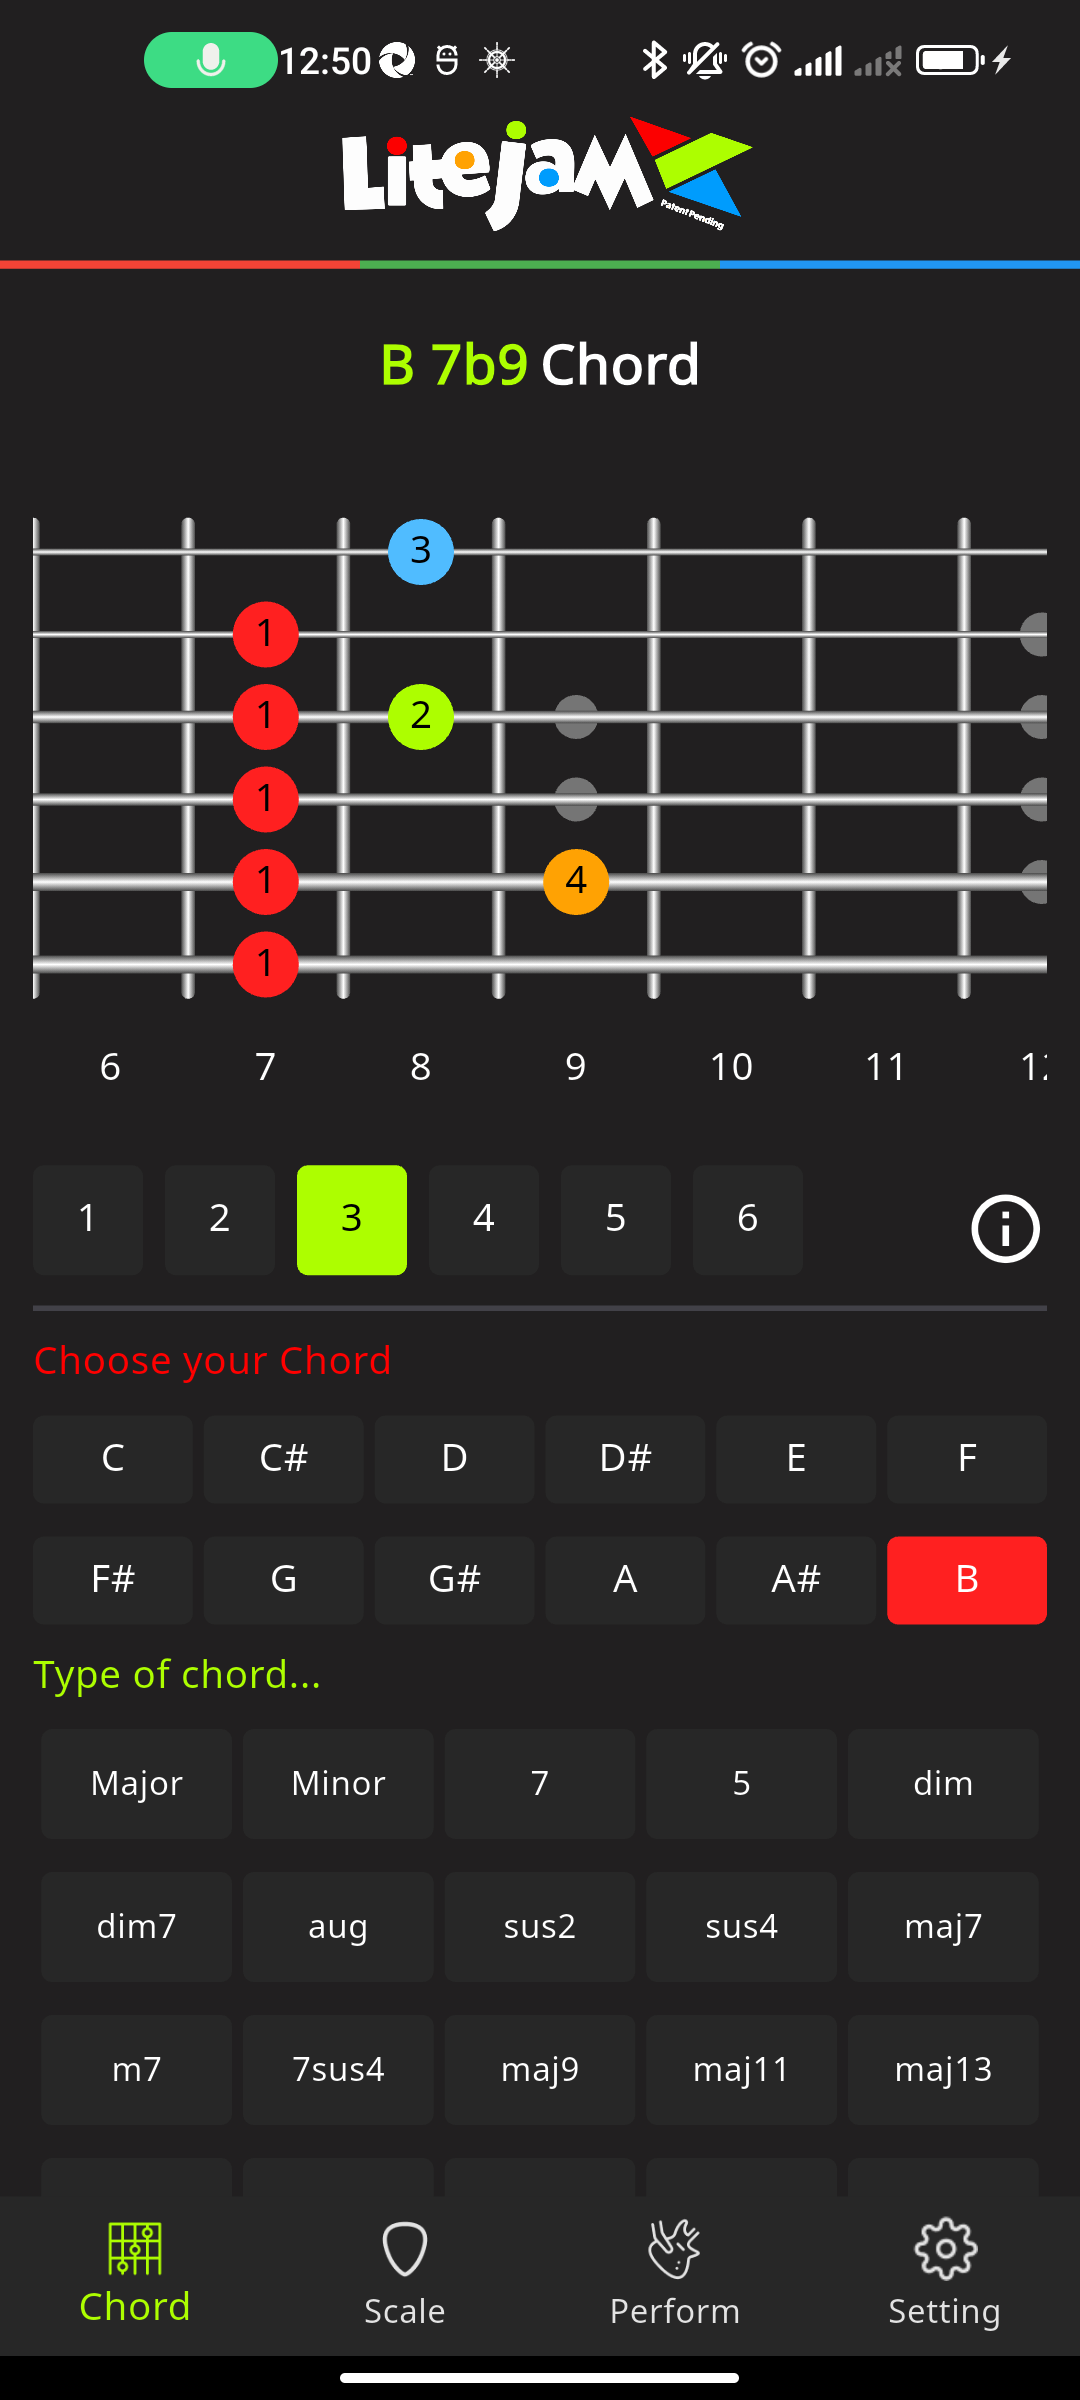 12:50
Litejam
Patent Pending
B 7b9 Chord
3
1
1 2
1
1 4
1
6 7 8 9 10 11
1 2 3 4 5 6
Choose your Chord
C C# D D# E F
F# G G# A A# B
Type of chord...
Major Minor 7 5 dim
dim7 aug sus2 sus4 maj7
m7 7sus4 maj9 maj11 maj13
Chord Scale Perform Setting